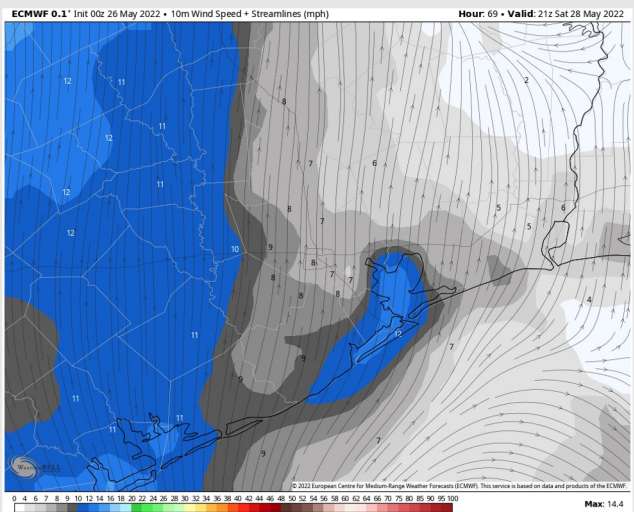 ECMWF 0.1° Init 00z 26 May 2022 • 10m Wind Speed + Streamlines (mph)
Hour: 69 • Valid: 21z Sat 28 May 2022
12 11 8 2
12 11
7 6
12 11
8 7 5 6
12 5
10 9
8 7
8 7
8 8
4
11 12
9 7
9
11 11
11 7
9
WeatherBELL
© 2022 European Centre for Medium-Range Weather Forecasts (ECMWF). This service is based on data and products of the ECMWF.
0 4 6 7 8 9 10 12 14 16 18 20 22 24 26 28 30 32 34 36 38 40 42 44 46 48 50 52 54 56 58 60 62 64 66 68 70 75 80 85 90 95 100
Max: 14.4